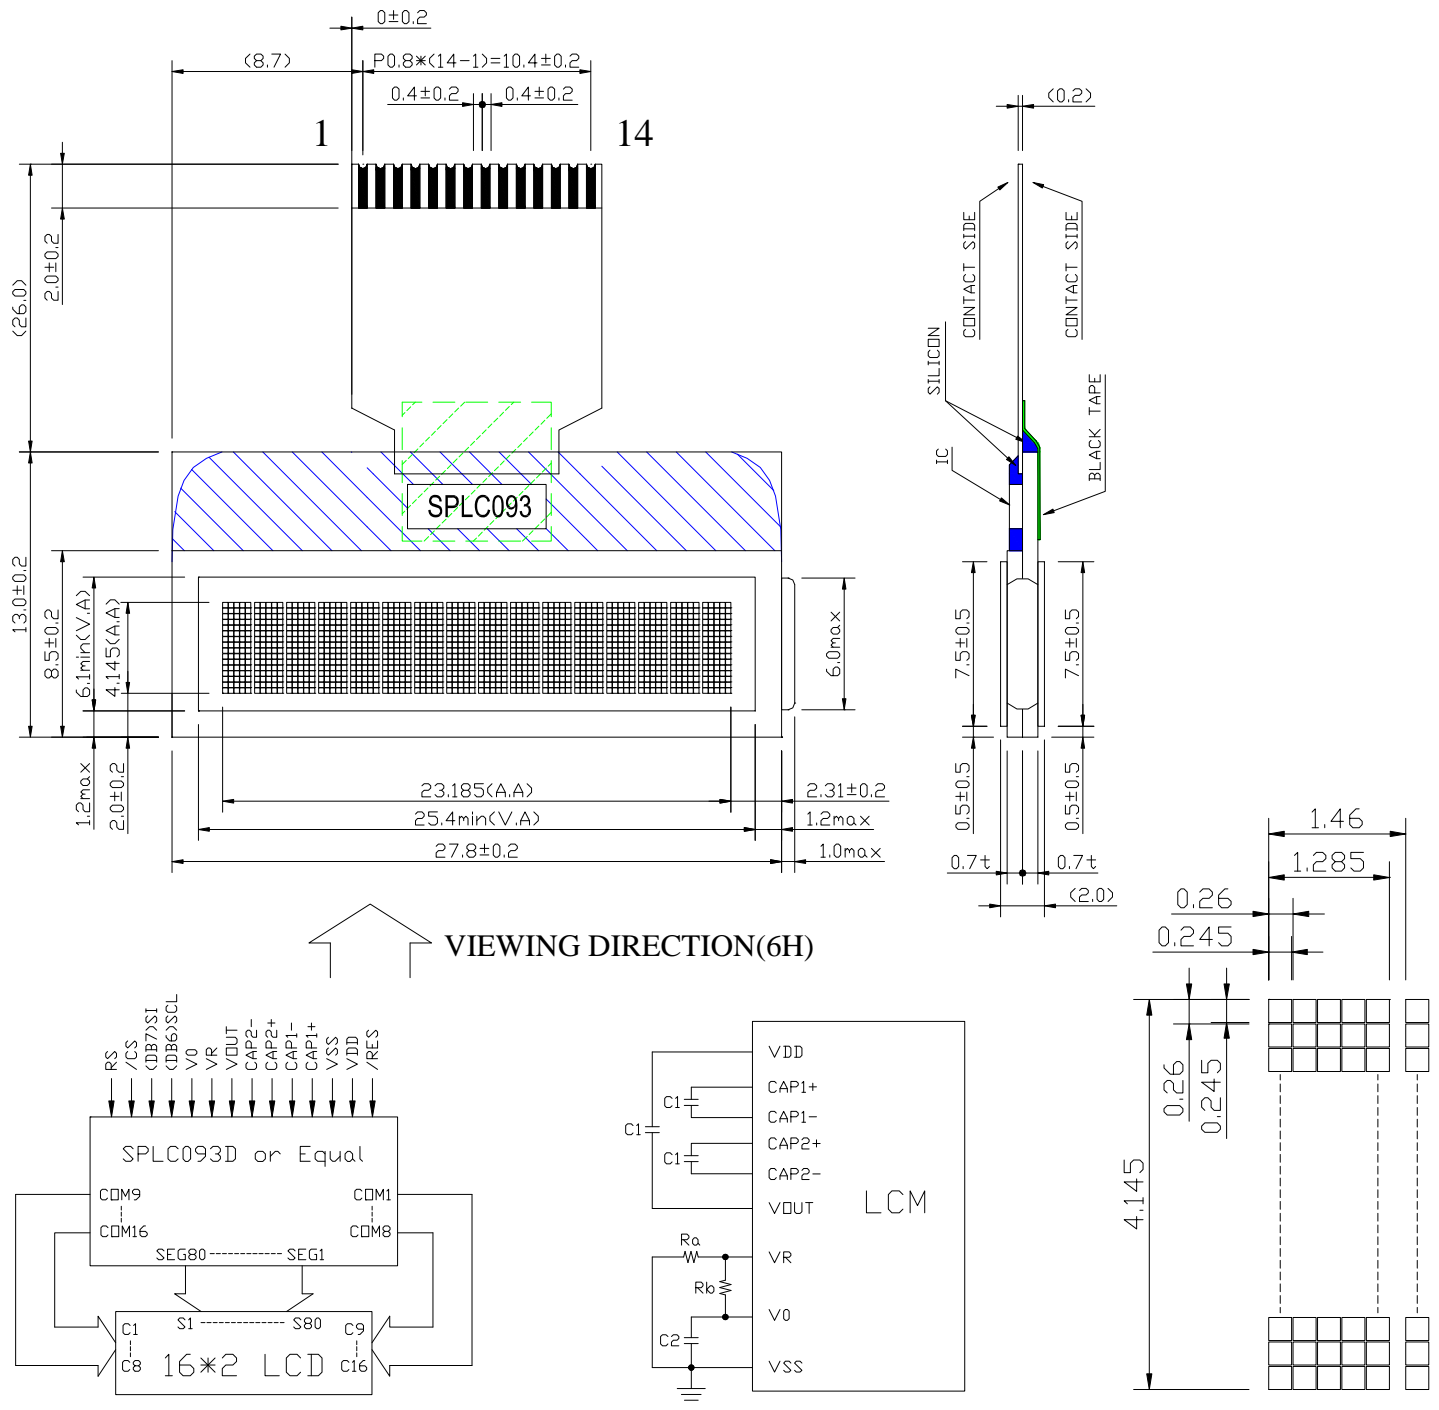 0±0.2
(8.7)
P0.8*(14-1)=10.4±0.2
0.4±0.2
0.4±0.2
1
14
2.0±0.2
(26.0)
SPLC093
13.0±0.2
8.5±0.2
6.1min(V.A)
4.145(A.A)
1.2max
2.0±0.2
6.0max
23.185(A.A)
2.31±0.2
25.4min(V.A)
1.2max
27.8±0.2
1.0max
(0.2)
CONTACT SIDE
CONTACT SIDE
SILICON
IC
BLACK TAPE
7.5±0.5
7.5±0.5
0.5±0.5
0.5±0.5
0.7t
0.7t
(2.0)
VIEWING DIRECTION(6H)
RS
/CS
(DB7)SI
(DB6)SCL
V0
VR
VOUT
CAP2-
CAP2+
CAP1-
CAP1+
VSS
VDD
/RES
SPLC093D or Equal
COM9
COM1
COM16
COM8
SEG80
SEG1
S1
S80
C1
C9
C8
16*2 LCD
C16
VDD
CAP1+
C1
CAP1-
C1
CAP2+
C1
CAP2-
LCM
VOUT
Ra
VR
Rb
V0
C2
VSS
1.46
1.285
0.26
0.245
0.26
0.245
4.145